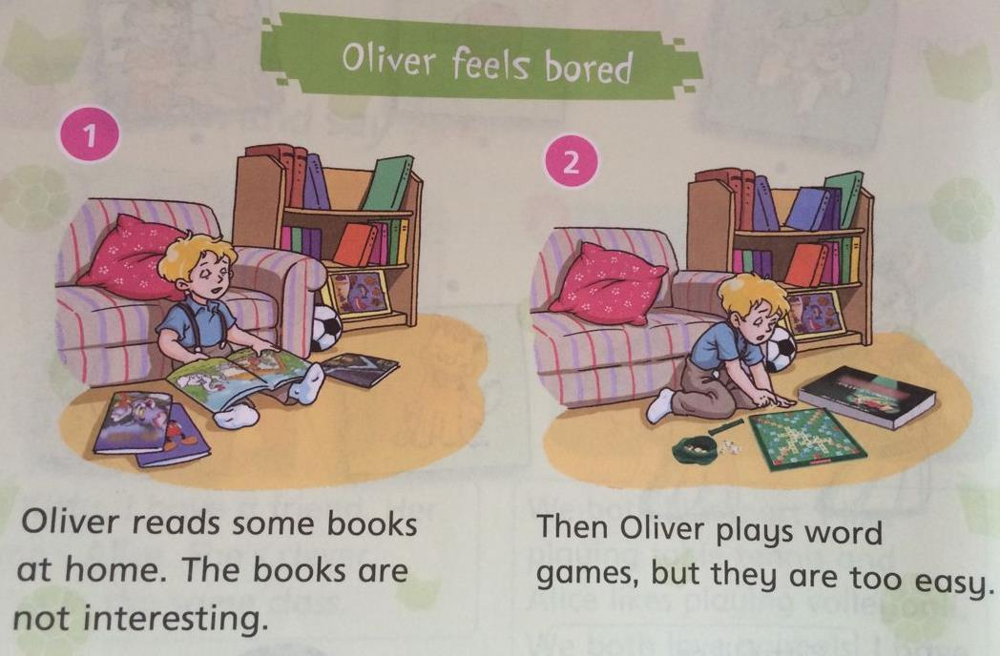 Oliver feels bored
1
Oliver reads some books
at home. The books are
not interesting.
2
Then Oliver plays word
games, but they are too easy.